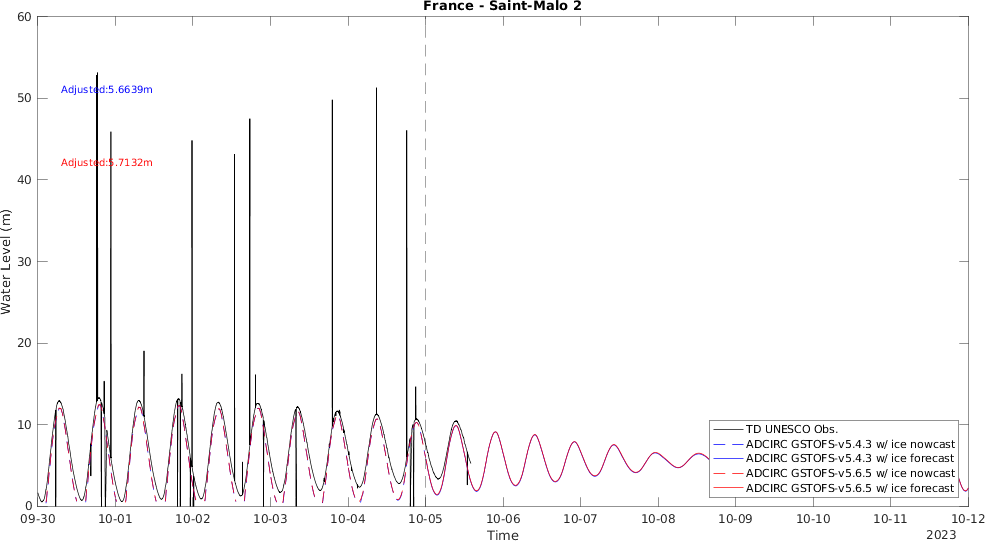 France - Saint-Malo 2
60
50
40
30
20
10
0
Water Level (m)
Adjusted:5.6639m
Adjusted:5.7132m
TD UNESCO Obs.
ADCIRC GSTOFS-v5.4.3 w/ ice nowcast
ADCIRC GSTOFS-v5.4.3 w/ ice forecast
ADCIRC GSTOFS-v5.6.5 w/ ice nowcast
ADCIRC GSTOFS-v5.6.5 w/ ice forecast
09-30 10-01 10-02 10-03 10-04 10-05 10-06 10-07 10-08 10-09 10-10 10-11 10-12
Time
2023